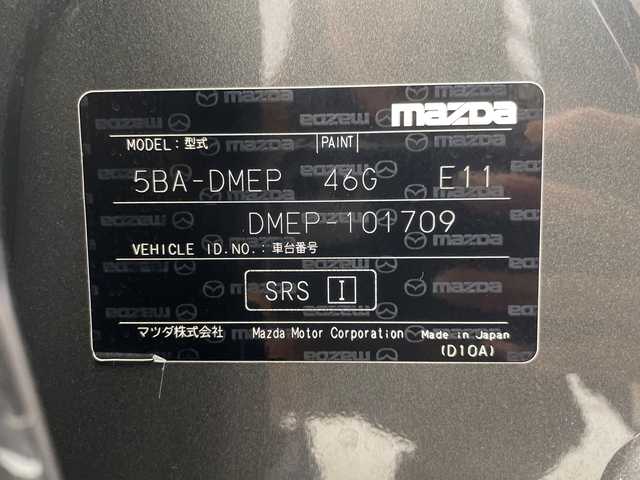 mazda
MODEL: 型式 PAINT
5BA-DMEP 46G E11
DMEP-101709
VEHICLE ID.NO.: 車台番号
SRS I
マツダ株式会社 Mazda Motor Corporation Made in Japan
(D10A)